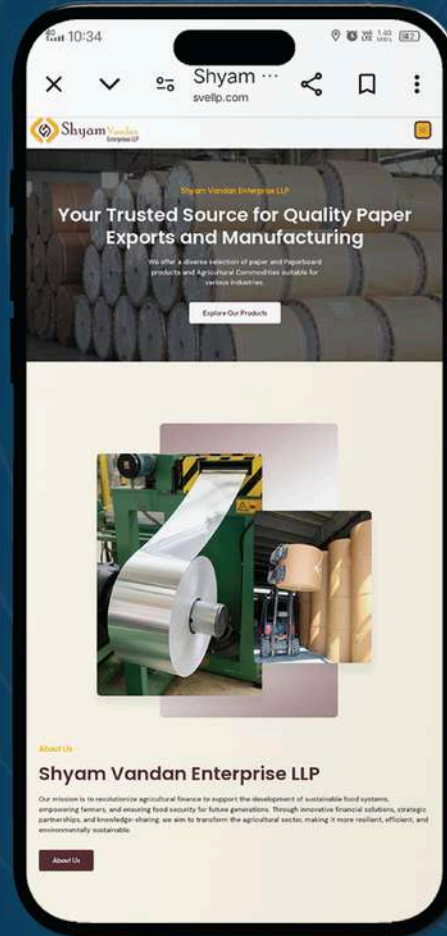 10:34
1.40
Shyam ...
svellp.com
Shyam Vandan
Enterprises LLP
Shyam Vandan Enterprise LLP
Your Trusted Source for Quality Paper
Exports and Manufacturing
We offer a diverse selection of paper and Paperboard
products and Agricultural Commodities suitable for
various industries.
Explore Our Products
About Us
Shyam Vandan Enterprise LLP
Our mission is to revolutionize agricultural finance to support the development of sustainable food systems,
empowering farmers, and ensuring food security for future generations. Through innovative financial solutions, strategic
partnerships, and knowledge-sharing, we aim to transform the agricultural sector, making it more resilient, efficient, and
environmentally sustainable.
About Us